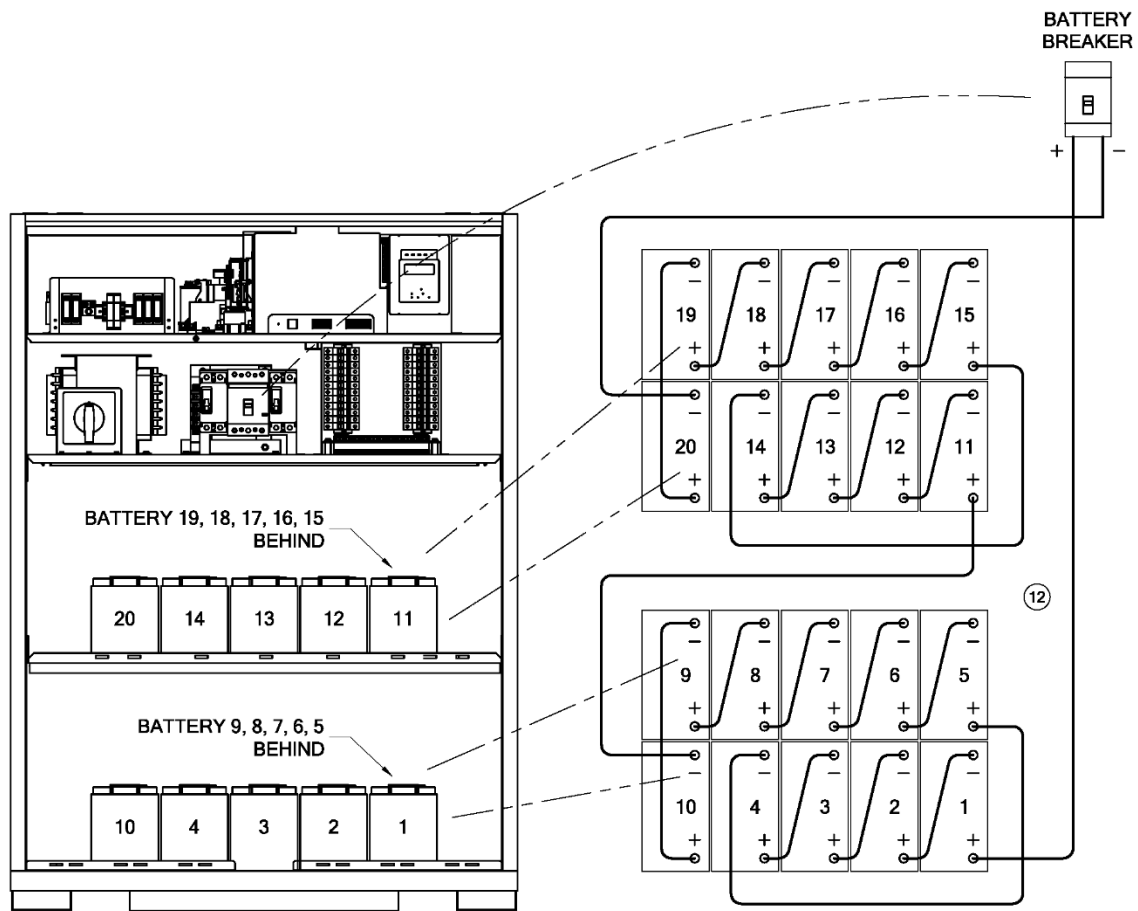 BATTERY
BREAKER
+ −
− − − − −
19 18 17 16 15
+ + + + +
− − − − −
20 14 13 12 11
+ + + + +
BATTERY 19, 18, 17, 16, 15
BEHIND
20 14 13 12 11
12
− − − − −
9 8 7 6 5
+ + + + +
BATTERY 9, 8, 7, 6, 5
BEHIND
− − − − −
10 4 3 2 1
+ + + + +
10 4 3 2 1